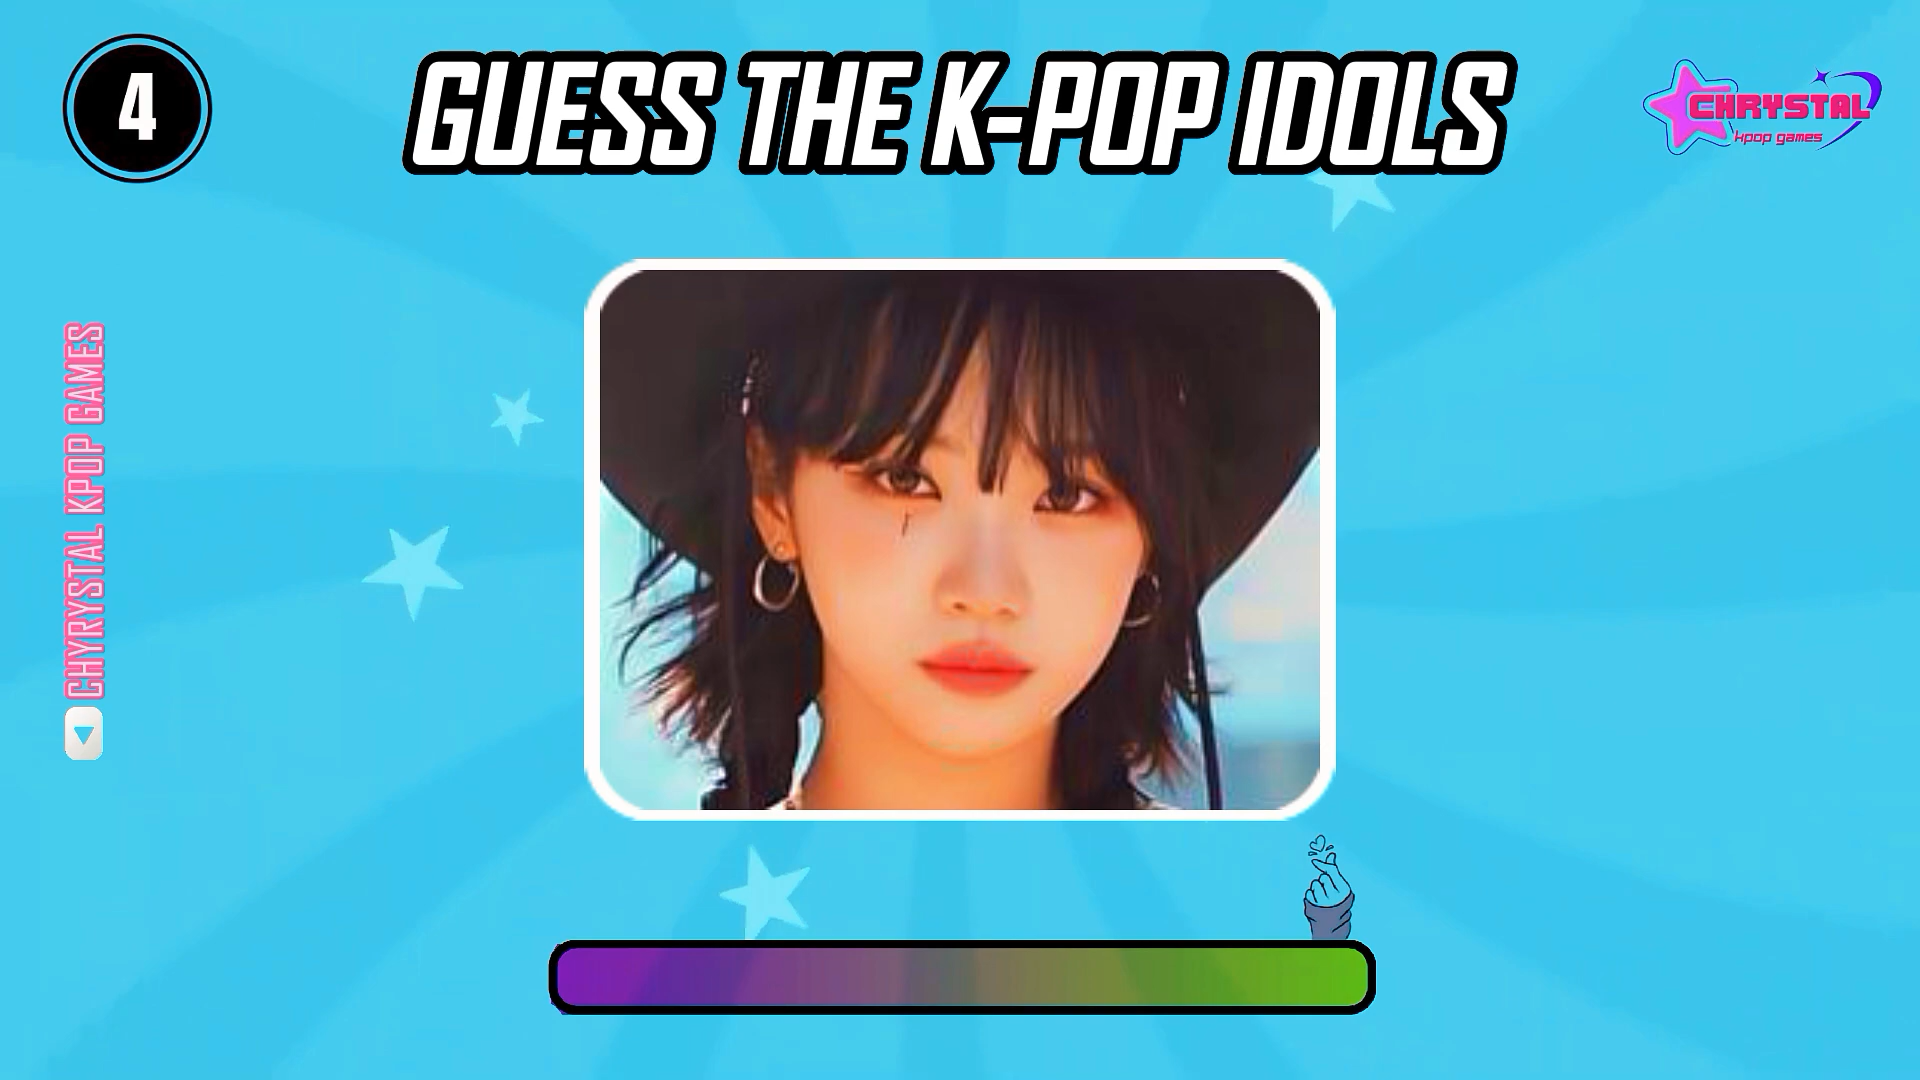 4
GUESS THE K-POP IDOLS
CHRYSTAL
kpop games
CHYRYSTAL KPOP GAMES